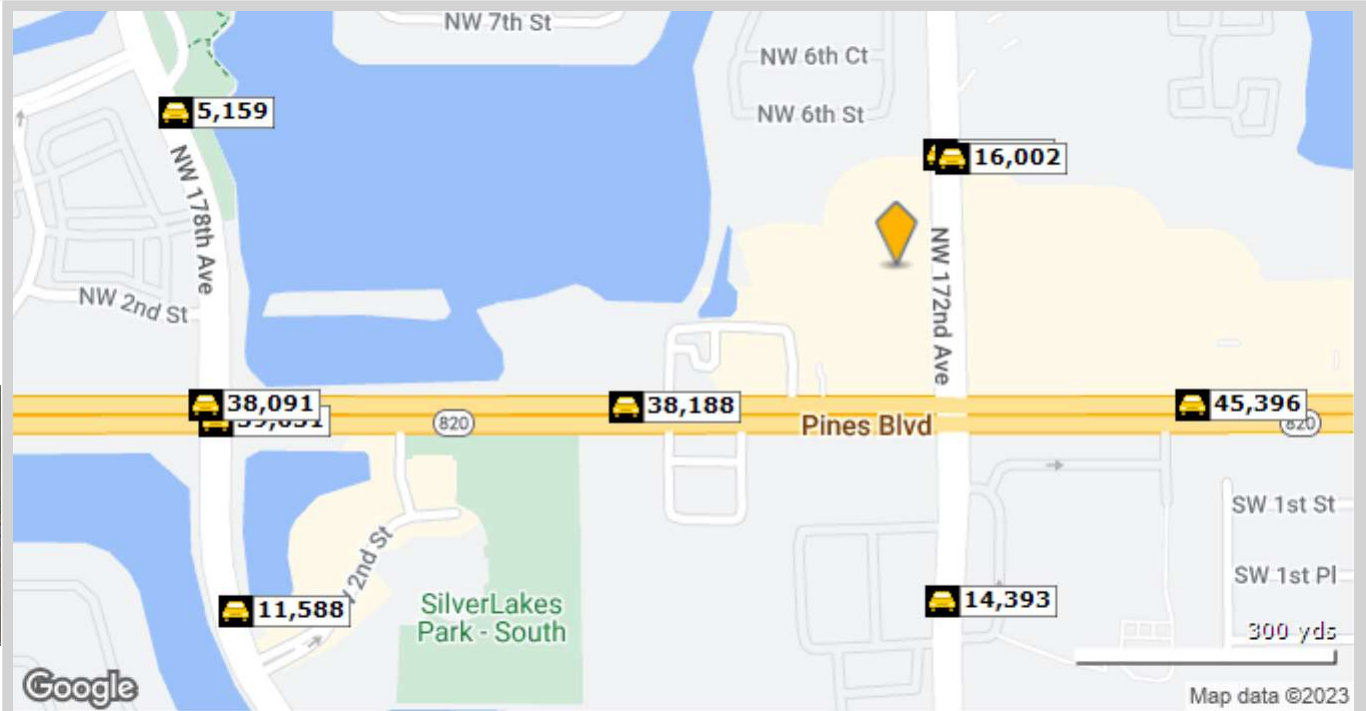 NW 7th St
NW 6th Ct
NW 6th St
5,159
16,002
NW 178th Ave
NW 172nd Ave
NW 2nd St
38,091
38,188
45,396
820
Pines Blvd
820
SW 1st St
2nd St
SW 1st Pl
11,588
SilverLakes
Park - South
14,393
300 yds
Google
Map data ©2023